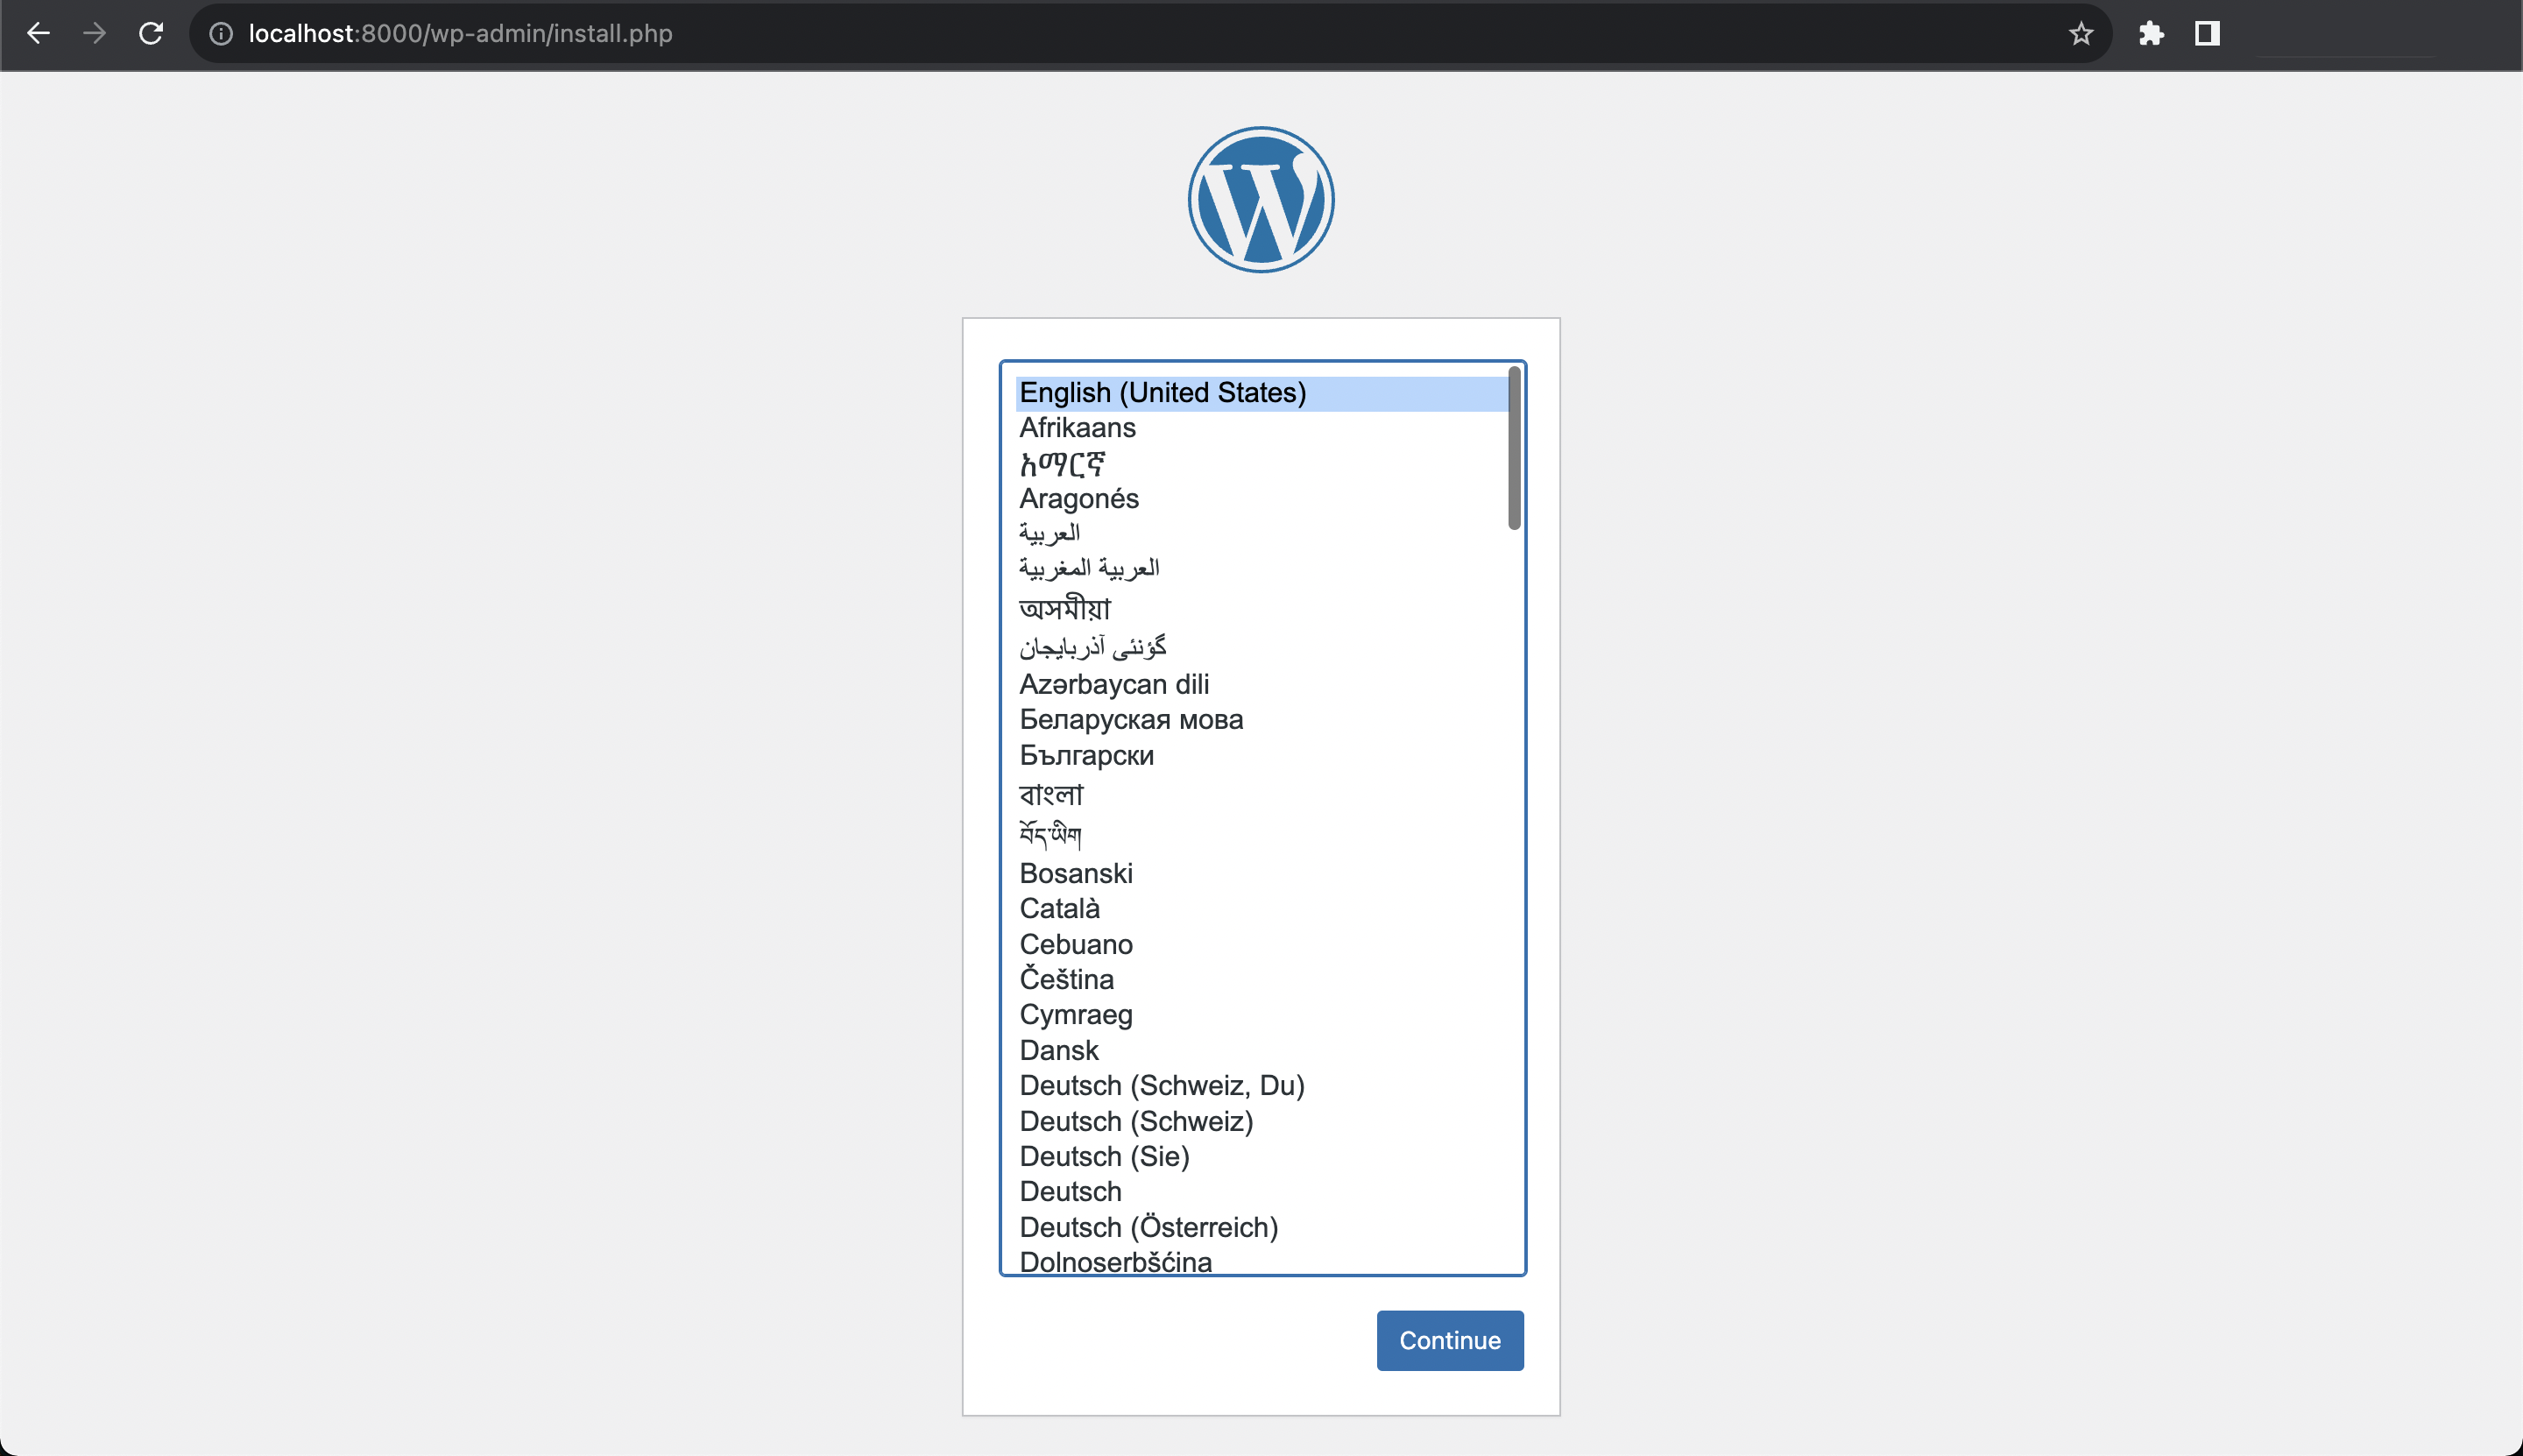 localhost:8000/wp-admin/install.php
English (United States)
Afrikaans
አማርኛ
Aragonés
العربية
العربية المغربية
অসমীয়া
گؤنئی آذربایجان
Azərbaycan dili
Беларуская мова
Български
বাংলা
བོད་ཡིག
Bosanski
Català
Cebuano
Čeština
Cymraeg
Dansk
Deutsch (Schweiz, Du)
Deutsch (Schweiz)
Deutsch (Sie)
Deutsch
Deutsch (Österreich)
Dolnoserbšćina
Continue